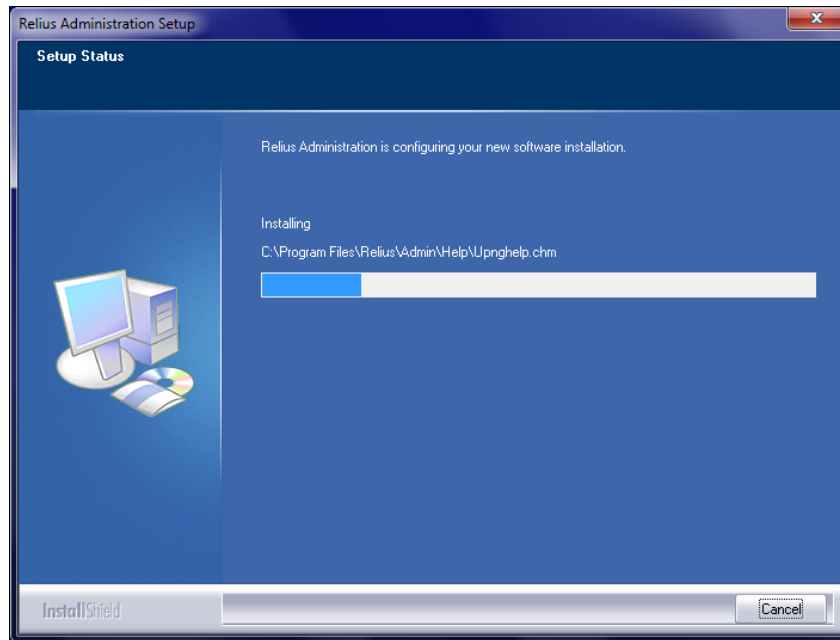 Relius Administration Setup
Setup Status
Relius Administration is configuring your new software installation.
Installing
C:\Program Files\Relius\Admin\Help\Upnghelp.chm
InstallShield
Cancel